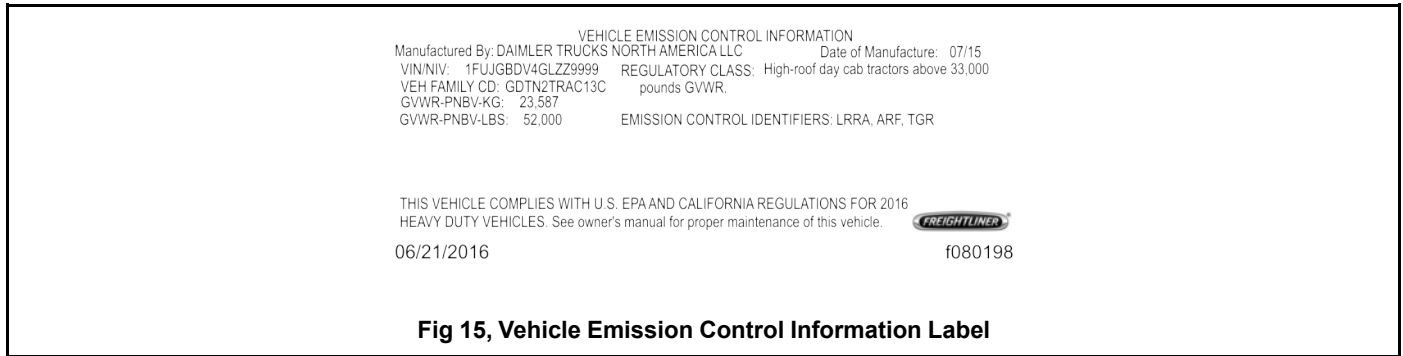 VEHICLE EMISSION CONTROL INFORMATION
Manufactured By: DAIMLER TRUCKS NORTH AMERICA LLC Date of Manufacture: 07/15
VIN/NIV: 1FUJGBDV4GLZZ9999 REGULATORY CLASS: High-roof day cab tractors above 33,000
VEH FAMILY CD: GDTN2TRAC13C pounds GVWR.
GVWR-PNBV-KG: 23,587
GVWR-PNBV-LBS: 52,000 EMISSION CONTROL IDENTIFIERS: LRRA, ARF, TGR
THIS VEHICLE COMPLIES WITH U.S. EPA AND CALIFORNIA REGULATIONS FOR 2016
HEAVY DUTY VEHICLES. See owner's manual for proper maintenance of this vehicle. FREIGHTLINER
06/21/2016 f080198
Fig 15, Vehicle Emission Control Information Label